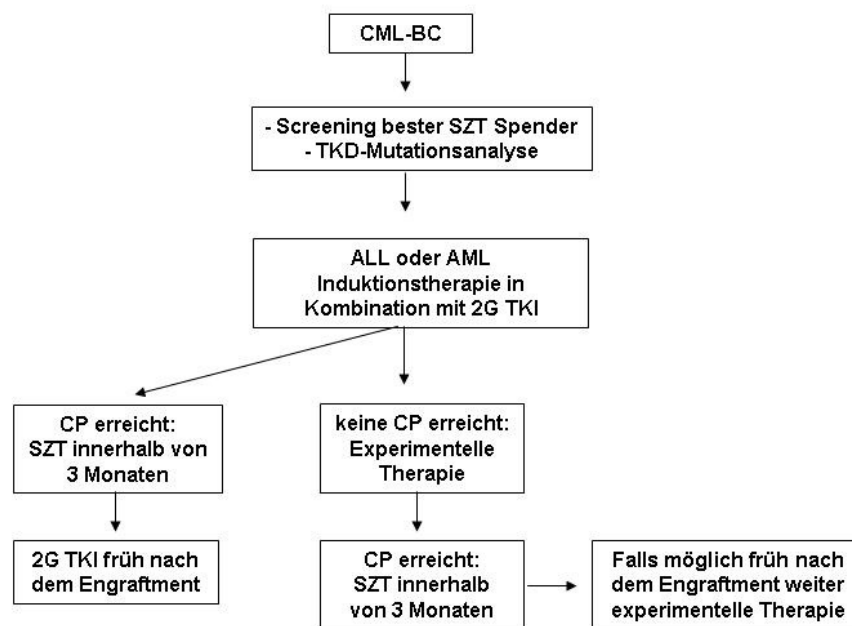 CML-BC
- Screening bester SZT Spender
- TKD-Mutationsanalyse
ALL oder AML
Induktionstherapie in
Kombination mit 2G TKI
CP erreicht:
SZT innerhalb von
3 Monaten
keine CP erreicht:
Experimentelle
Therapie
2G TKI früh nach
dem Engraftment
CP erreicht:
SZT innerhalb
von 3 Monaten
Falls möglich früh nach
dem Engraftment weiter
experimentelle Therapie